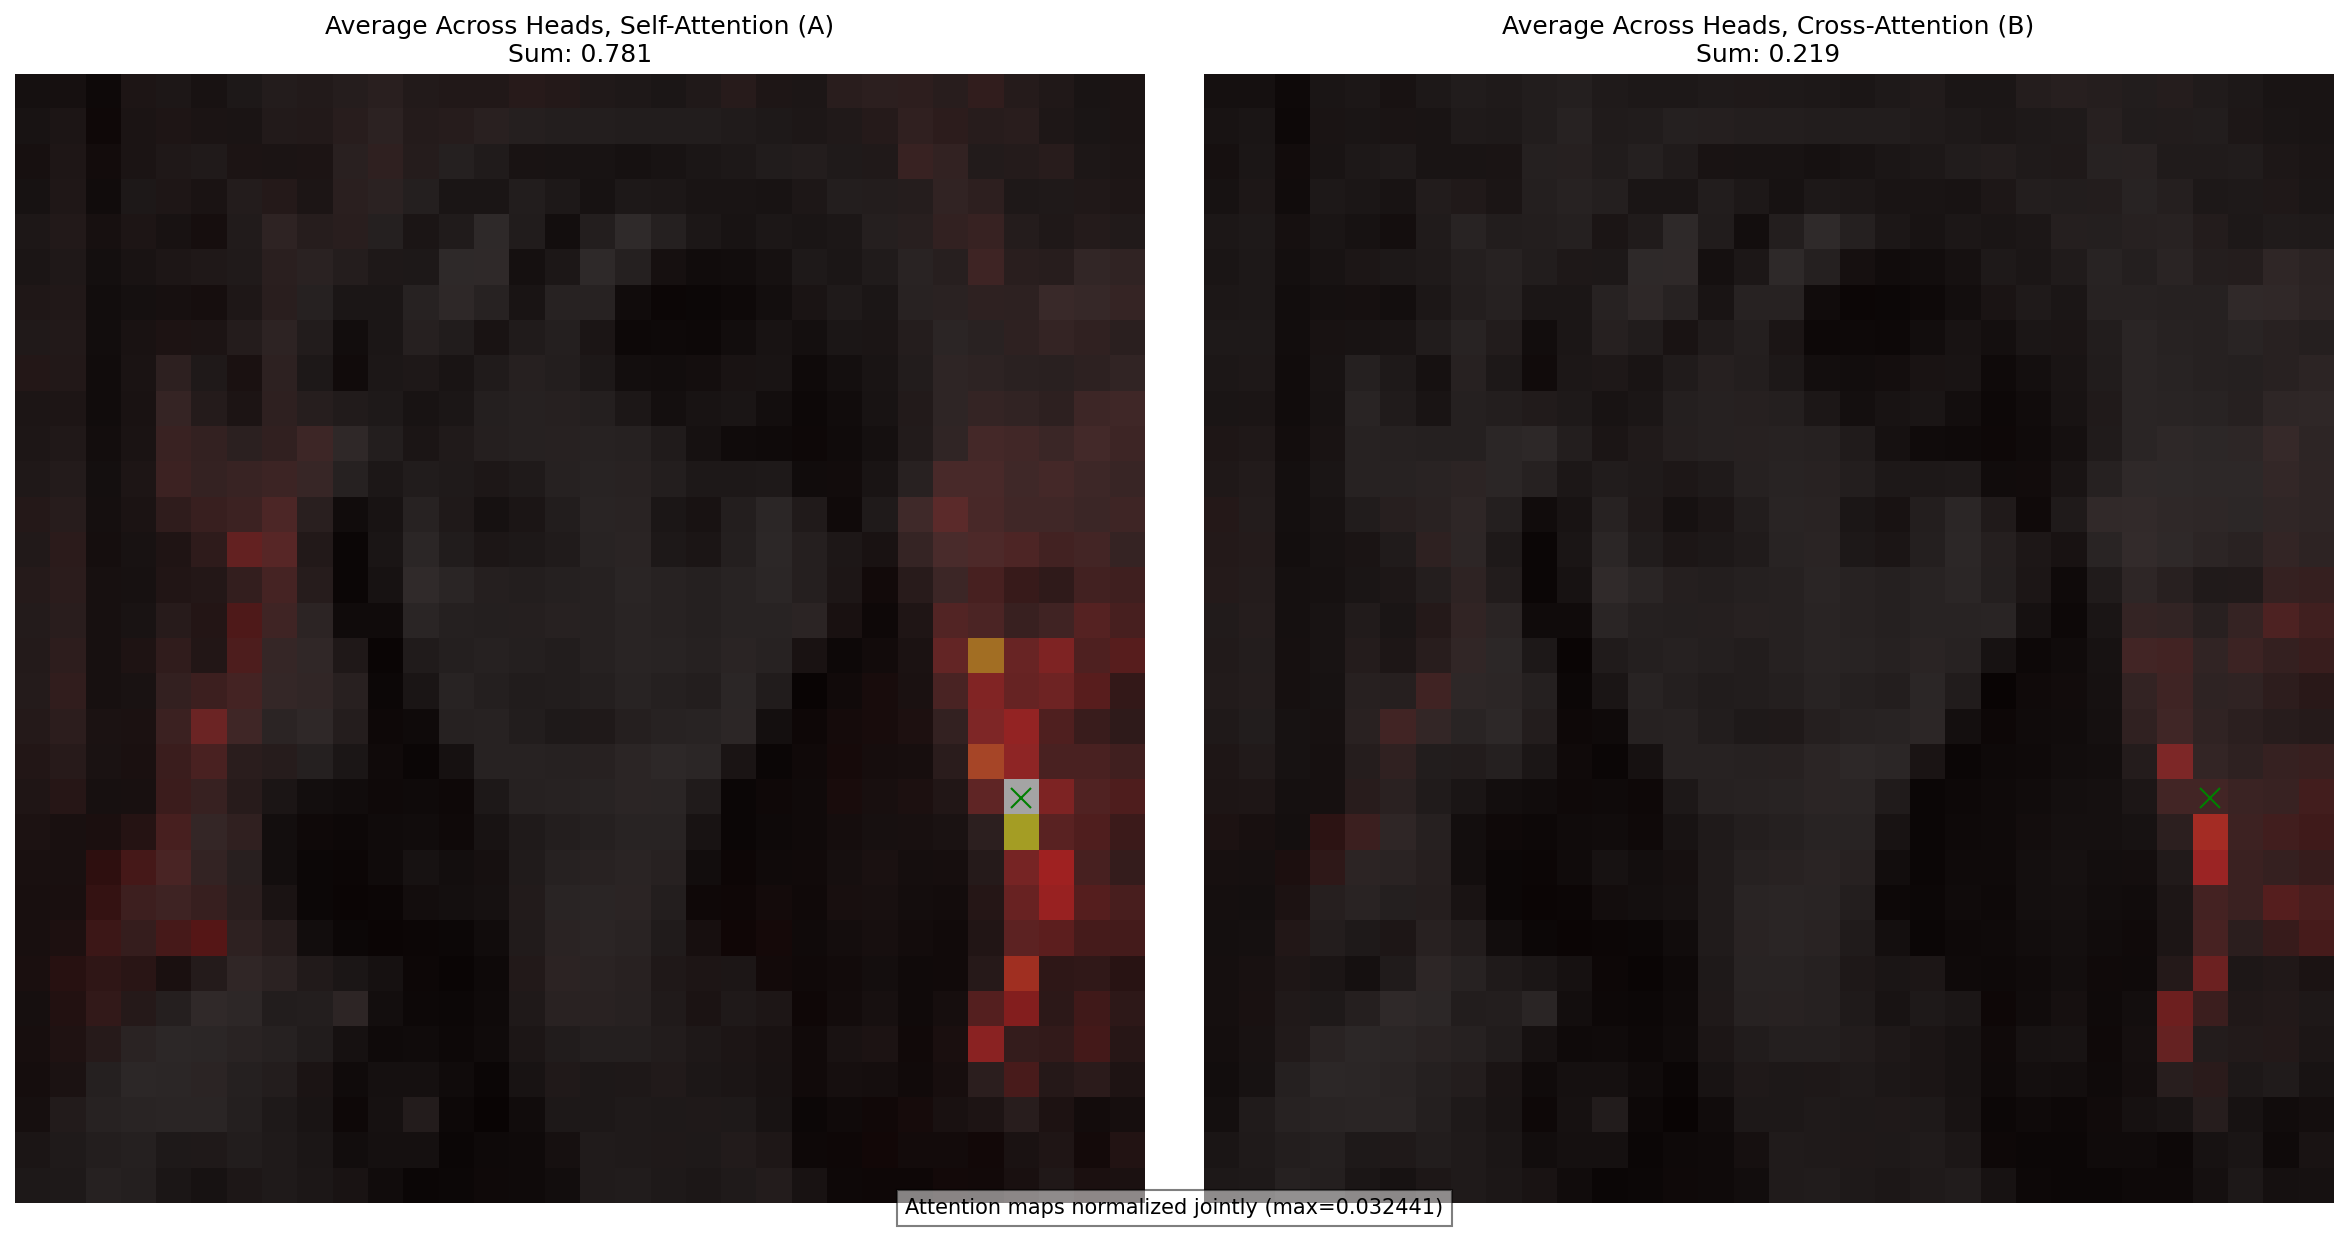 Average Across Heads, Self-Attention (A)
Sum: 0.781
Average Across Heads, Cross-Attention (B)
Sum: 0.219
Attention maps normalized jointly (max=0.032441)